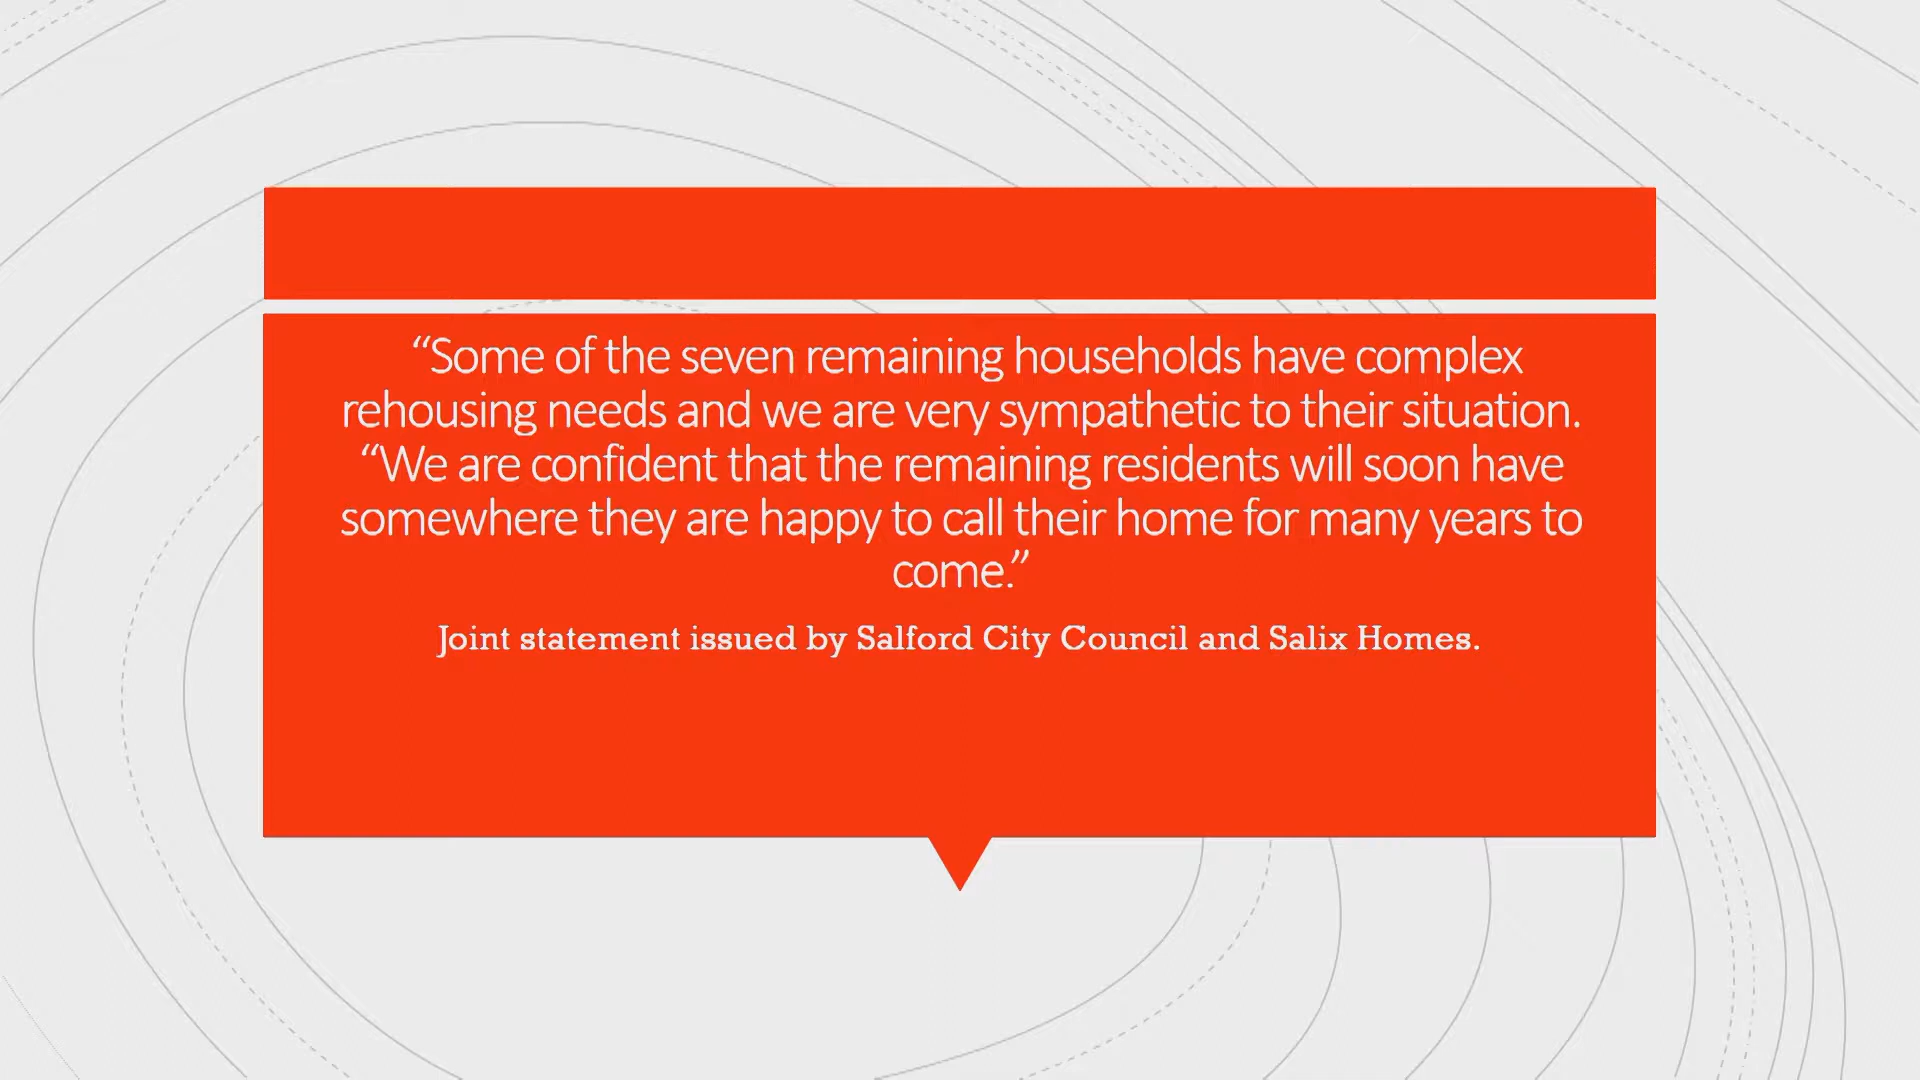 “Some of the seven remaining households have complex
rehousing needs and we are very sympathetic to their situation.
“We are confident that the remaining residents will soon have
somewhere they are happy to call their home for many years to
come.”
Joint statement issued by Salford City Council and Salix Homes.